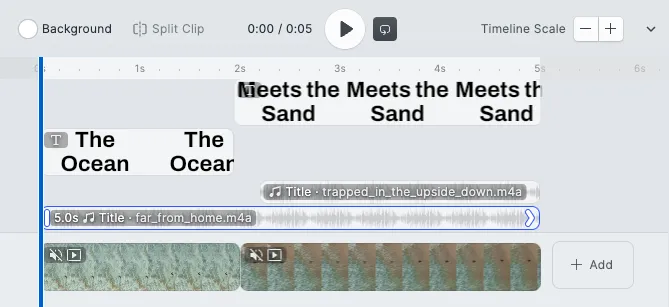 Background Split Clip 0:00 / 0:05 Timeline Scale
1s 2s 3s 4s 5s 6s
Meets the Meets the Meets th
Sand Sand Sand
T The The
Ocean Ocean
Title · trapped_in_the_upside_down.m4a
5.0s Title · far_from_home.m4a
+ Add